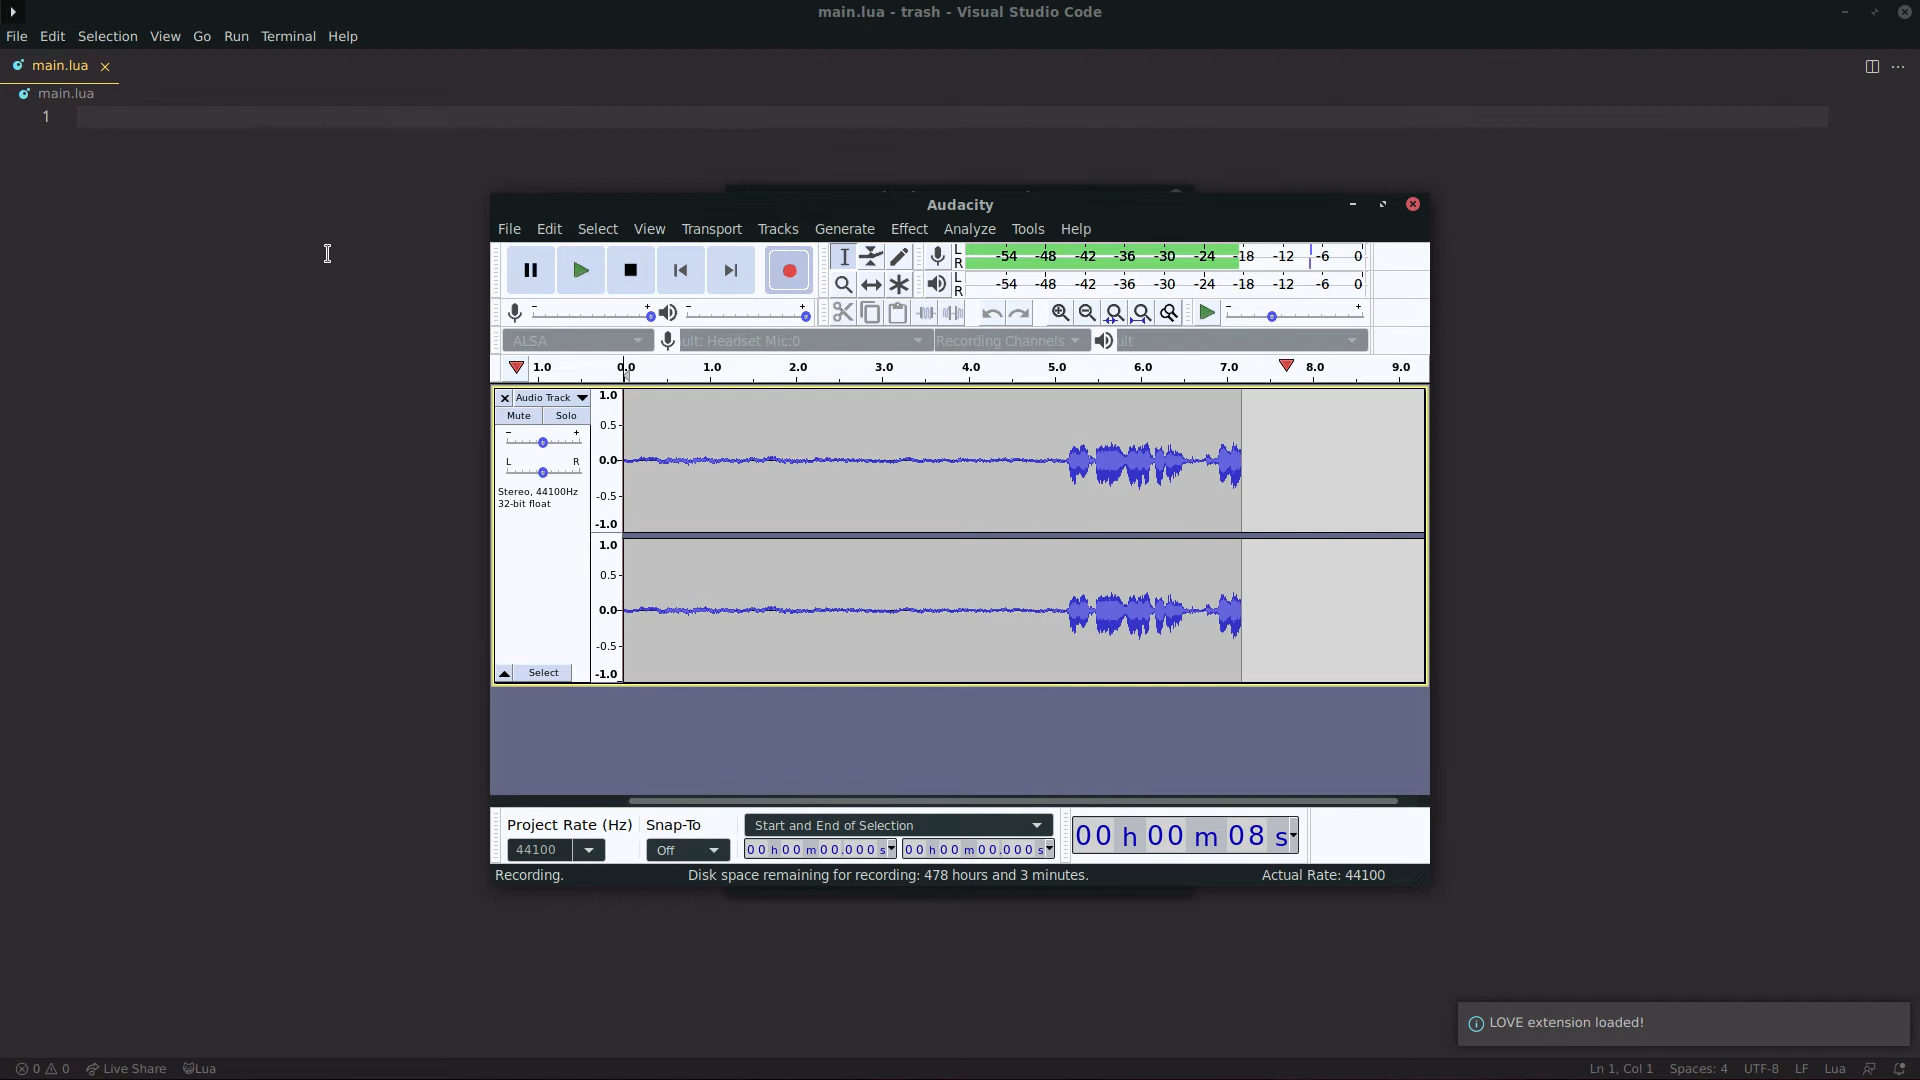 main.lua - trash - Visual Studio Code
File Edit Selection View Go Run Terminal Help
main.lua
main.lua
1
Audacity
File Edit Select View Transport Tracks Generate Effect Analyze Tools Help
L
R
-54 -48 -42 -36 -30 -24 -18 -12 -6 0
L
R
-54 -48 -42 -36 -30 -24 -18 -12 -6 0
ALSA
ult: Headset Mic:0
Recording Channels
ult
1.0 0.0 1.0 2.0 3.0 4.0 5.0 6.0 7.0 8.0 9.0
Audio Track
Mute Solo
- +
L R
Stereo, 44100Hz
32-bit float
Select
1.0
0.5
0.0
-0.5
-1.0
1.0
0.5
0.0
-0.5
-1.0
Project Rate (Hz)
44100
Snap-To
Off
Start and End of Selection
00 h 00 m 00.000 s
00 h 00 m 00.000 s
00 h 00 m 08 s
Recording.
Disk space remaining for recording: 478 hours and 3 minutes.
Actual Rate: 44100
LOVE extension loaded!
0 0 Live Share Lua
Ln 1, Col 1 Spaces: 4 UTF-8 LF Lua